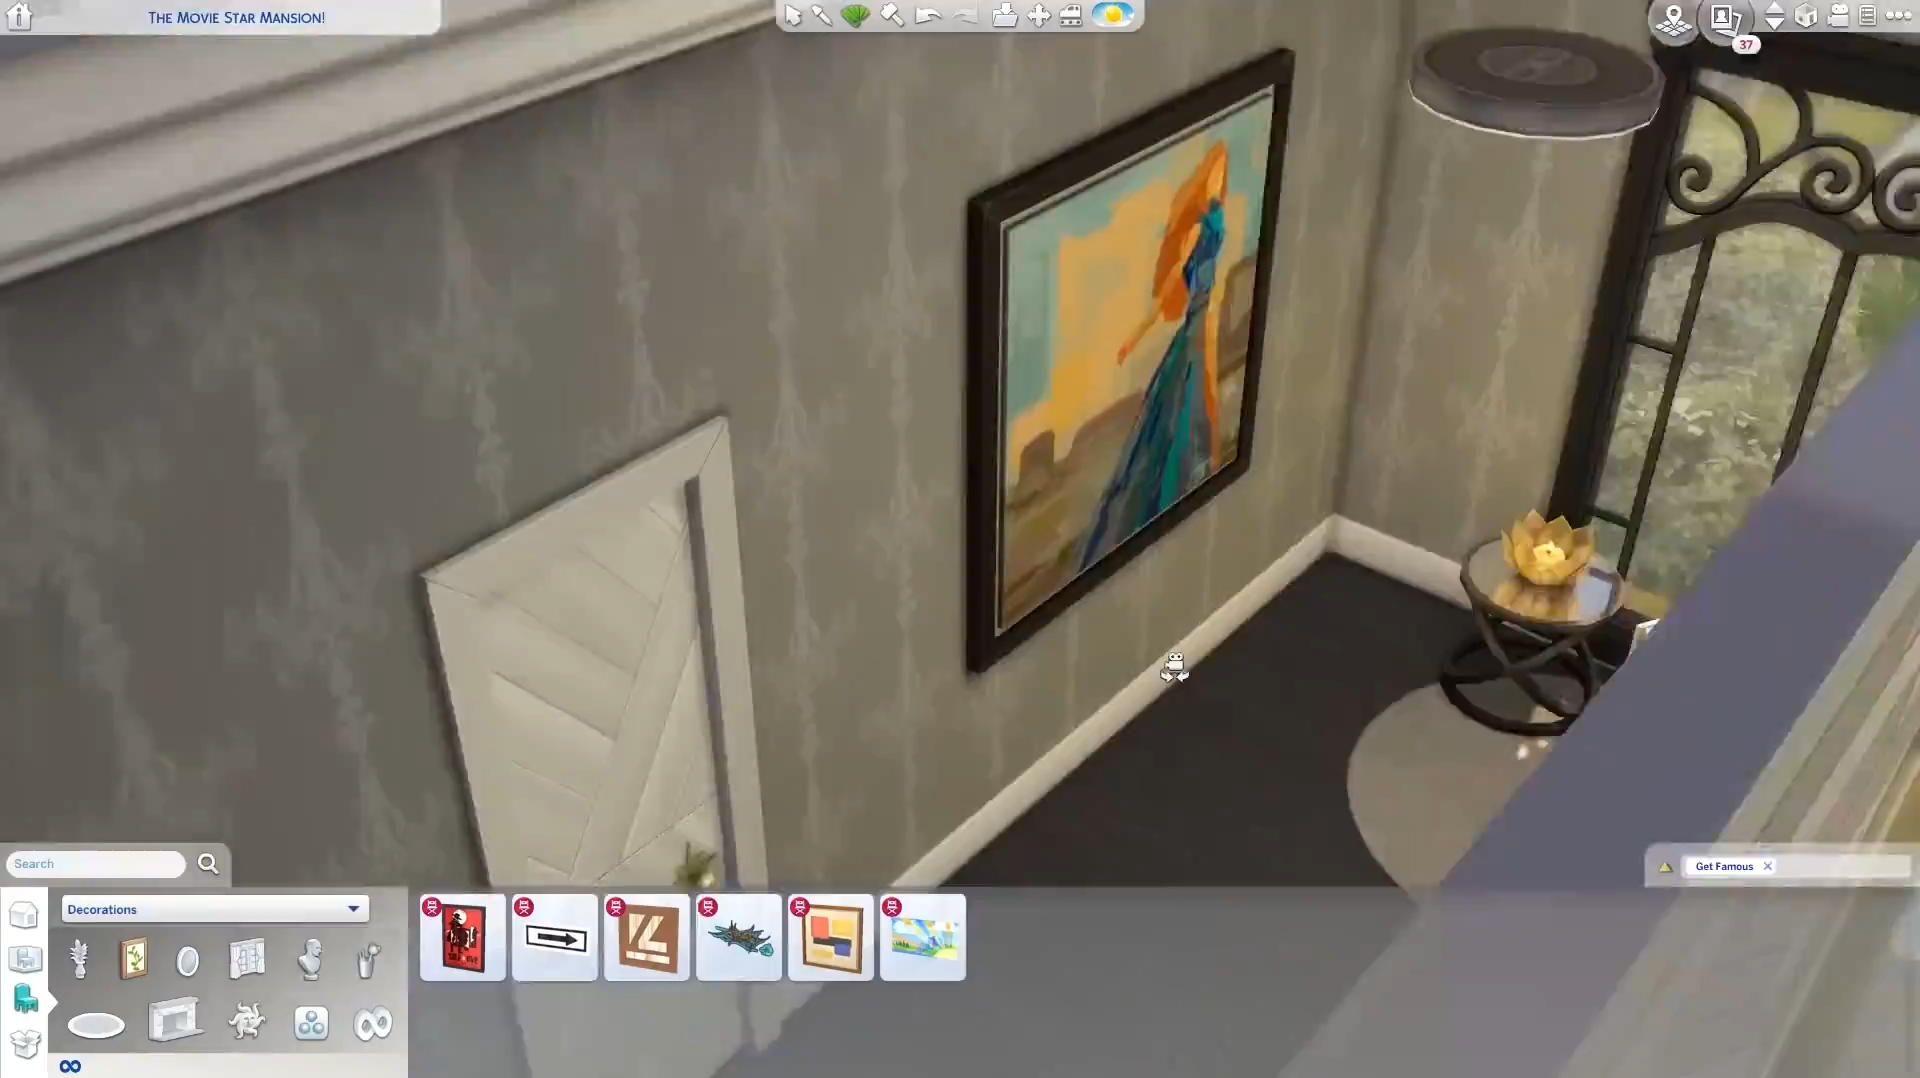 THE MOVIE STAR MANSION!
37
Search
Get Famous
Decorations